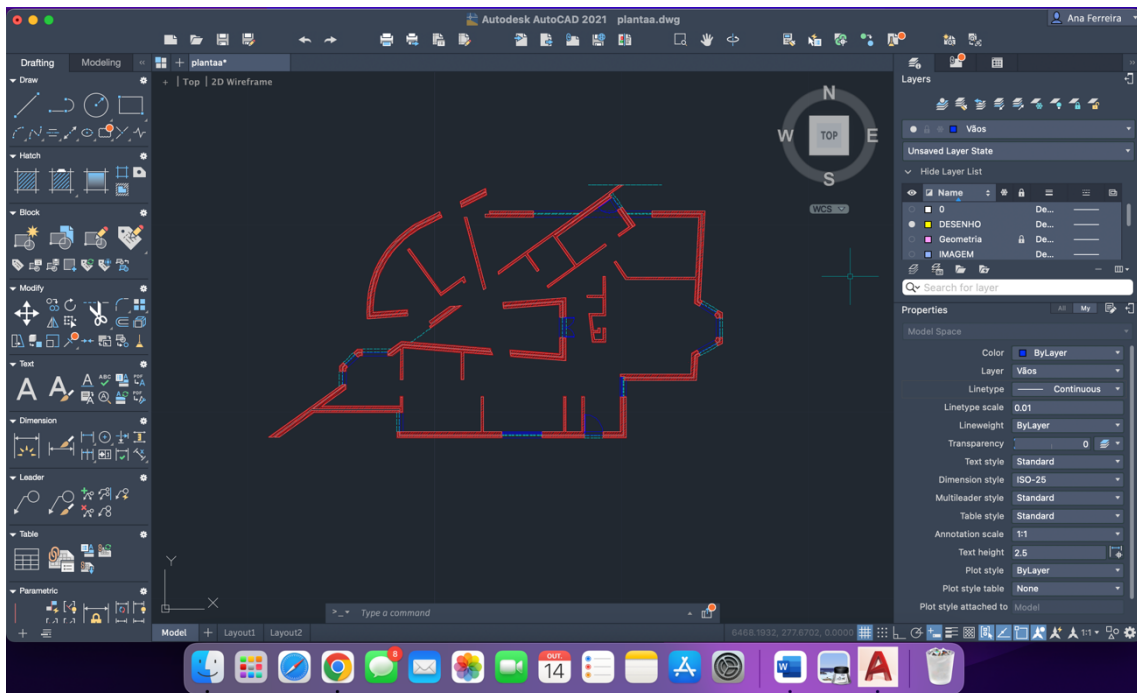 Autodesk AutoCAD 2021 plantaa.dwg
Ana Ferreira
Drafting
Modeling
plantaa*
Draw
Hatch
Block
Modify
Text
Dimension
Leader
Table
Parametric
+ | Top | 2D Wireframe
N
W
TOP
E
S
WCS
Y
X
>_ Type a command
Model
Layout1
Layout2
6468.1932, 277.6702, 0.0000
1:1
Layers
Vãos
Unsaved Layer State
Hide Layer List
Name
0 De...
DESENHO De...
Geometria De...
IMAGEM De...
Search for layer
Properties
All
My
Model Space
Color ByLayer
Layer Vãos
Linetype Continuous
Linetype scale 0.01
Lineweight ByLayer
Transparency 0
Text style Standard
Dimension style ISO-25
Multileader style Standard
Table style Standard
Annotation scale 1:1
Text height 2.5
Plot style ByLayer
Plot style table None
Plot style attached to Model
8
OUT.
14